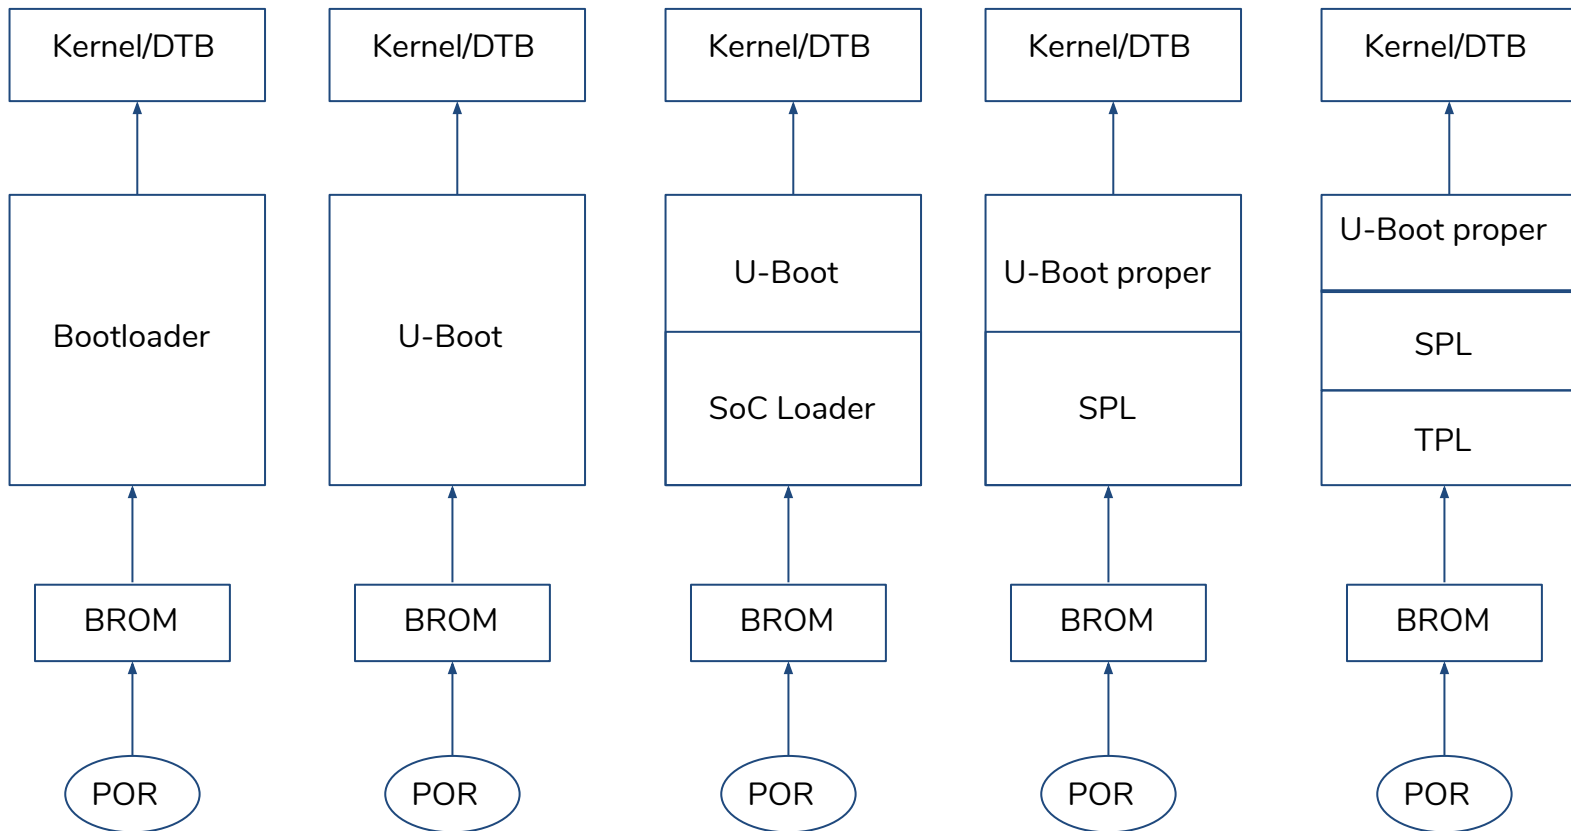 Kernel/DTB
Kernel/DTB
Kernel/DTB
Kernel/DTB
Kernel/DTB
Bootloader
U-Boot
U-Boot
SoC Loader
U-Boot proper
SPL
U-Boot proper
SPL
TPL
BROM
BROM
BROM
BROM
BROM
POR
POR
POR
POR
POR